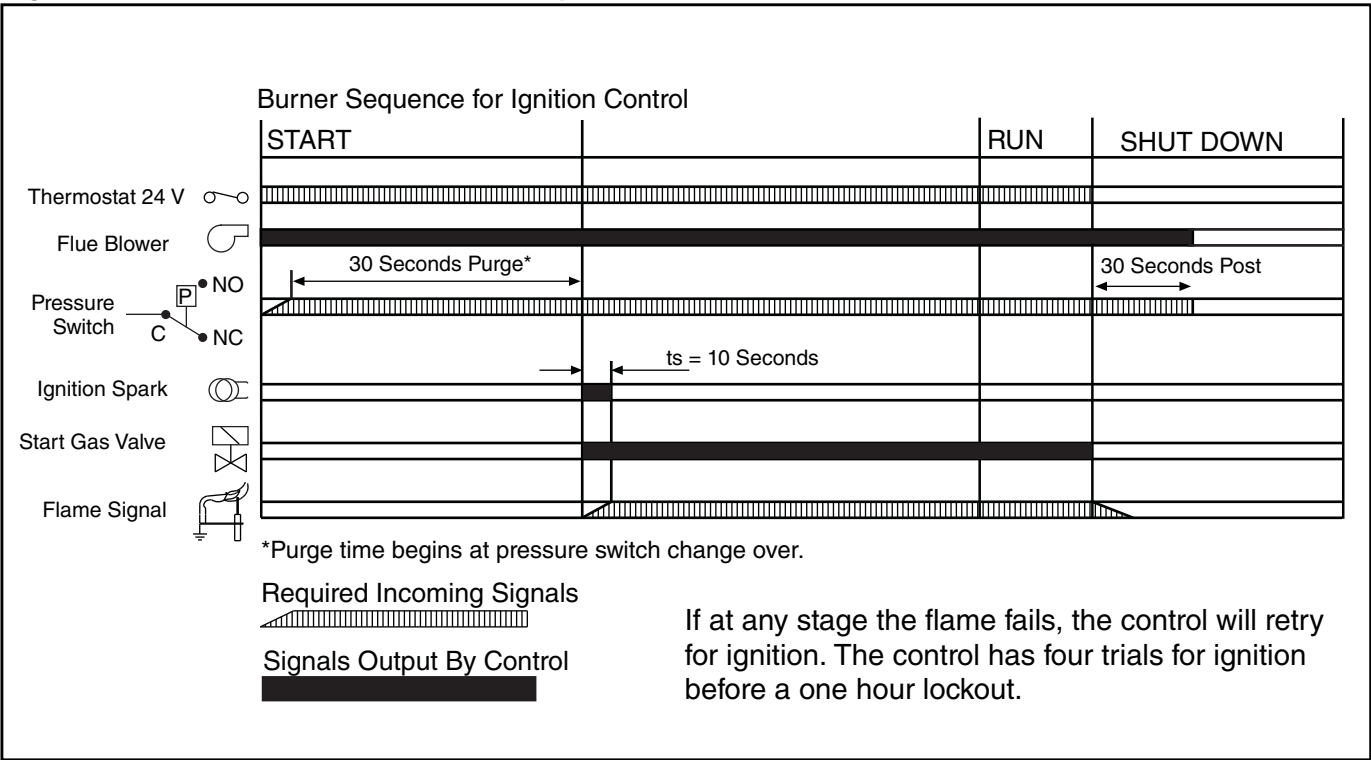 Burner Sequence for Ignition Control
START
RUN
SHUT DOWN
Thermostat 24 V
Flue Blower
30 Seconds Purge*
30 Seconds Post
Pressure
Switch
P
NO
C
NC
ts = 10 Seconds
Ignition Spark
Start Gas Valve
Flame Signal
*Purge time begins at pressure switch change over.
Required Incoming Signals
Signals Output By Control
If at any stage the flame fails, the control will retry
for ignition. The control has four trials for ignition
before a one hour lockout.